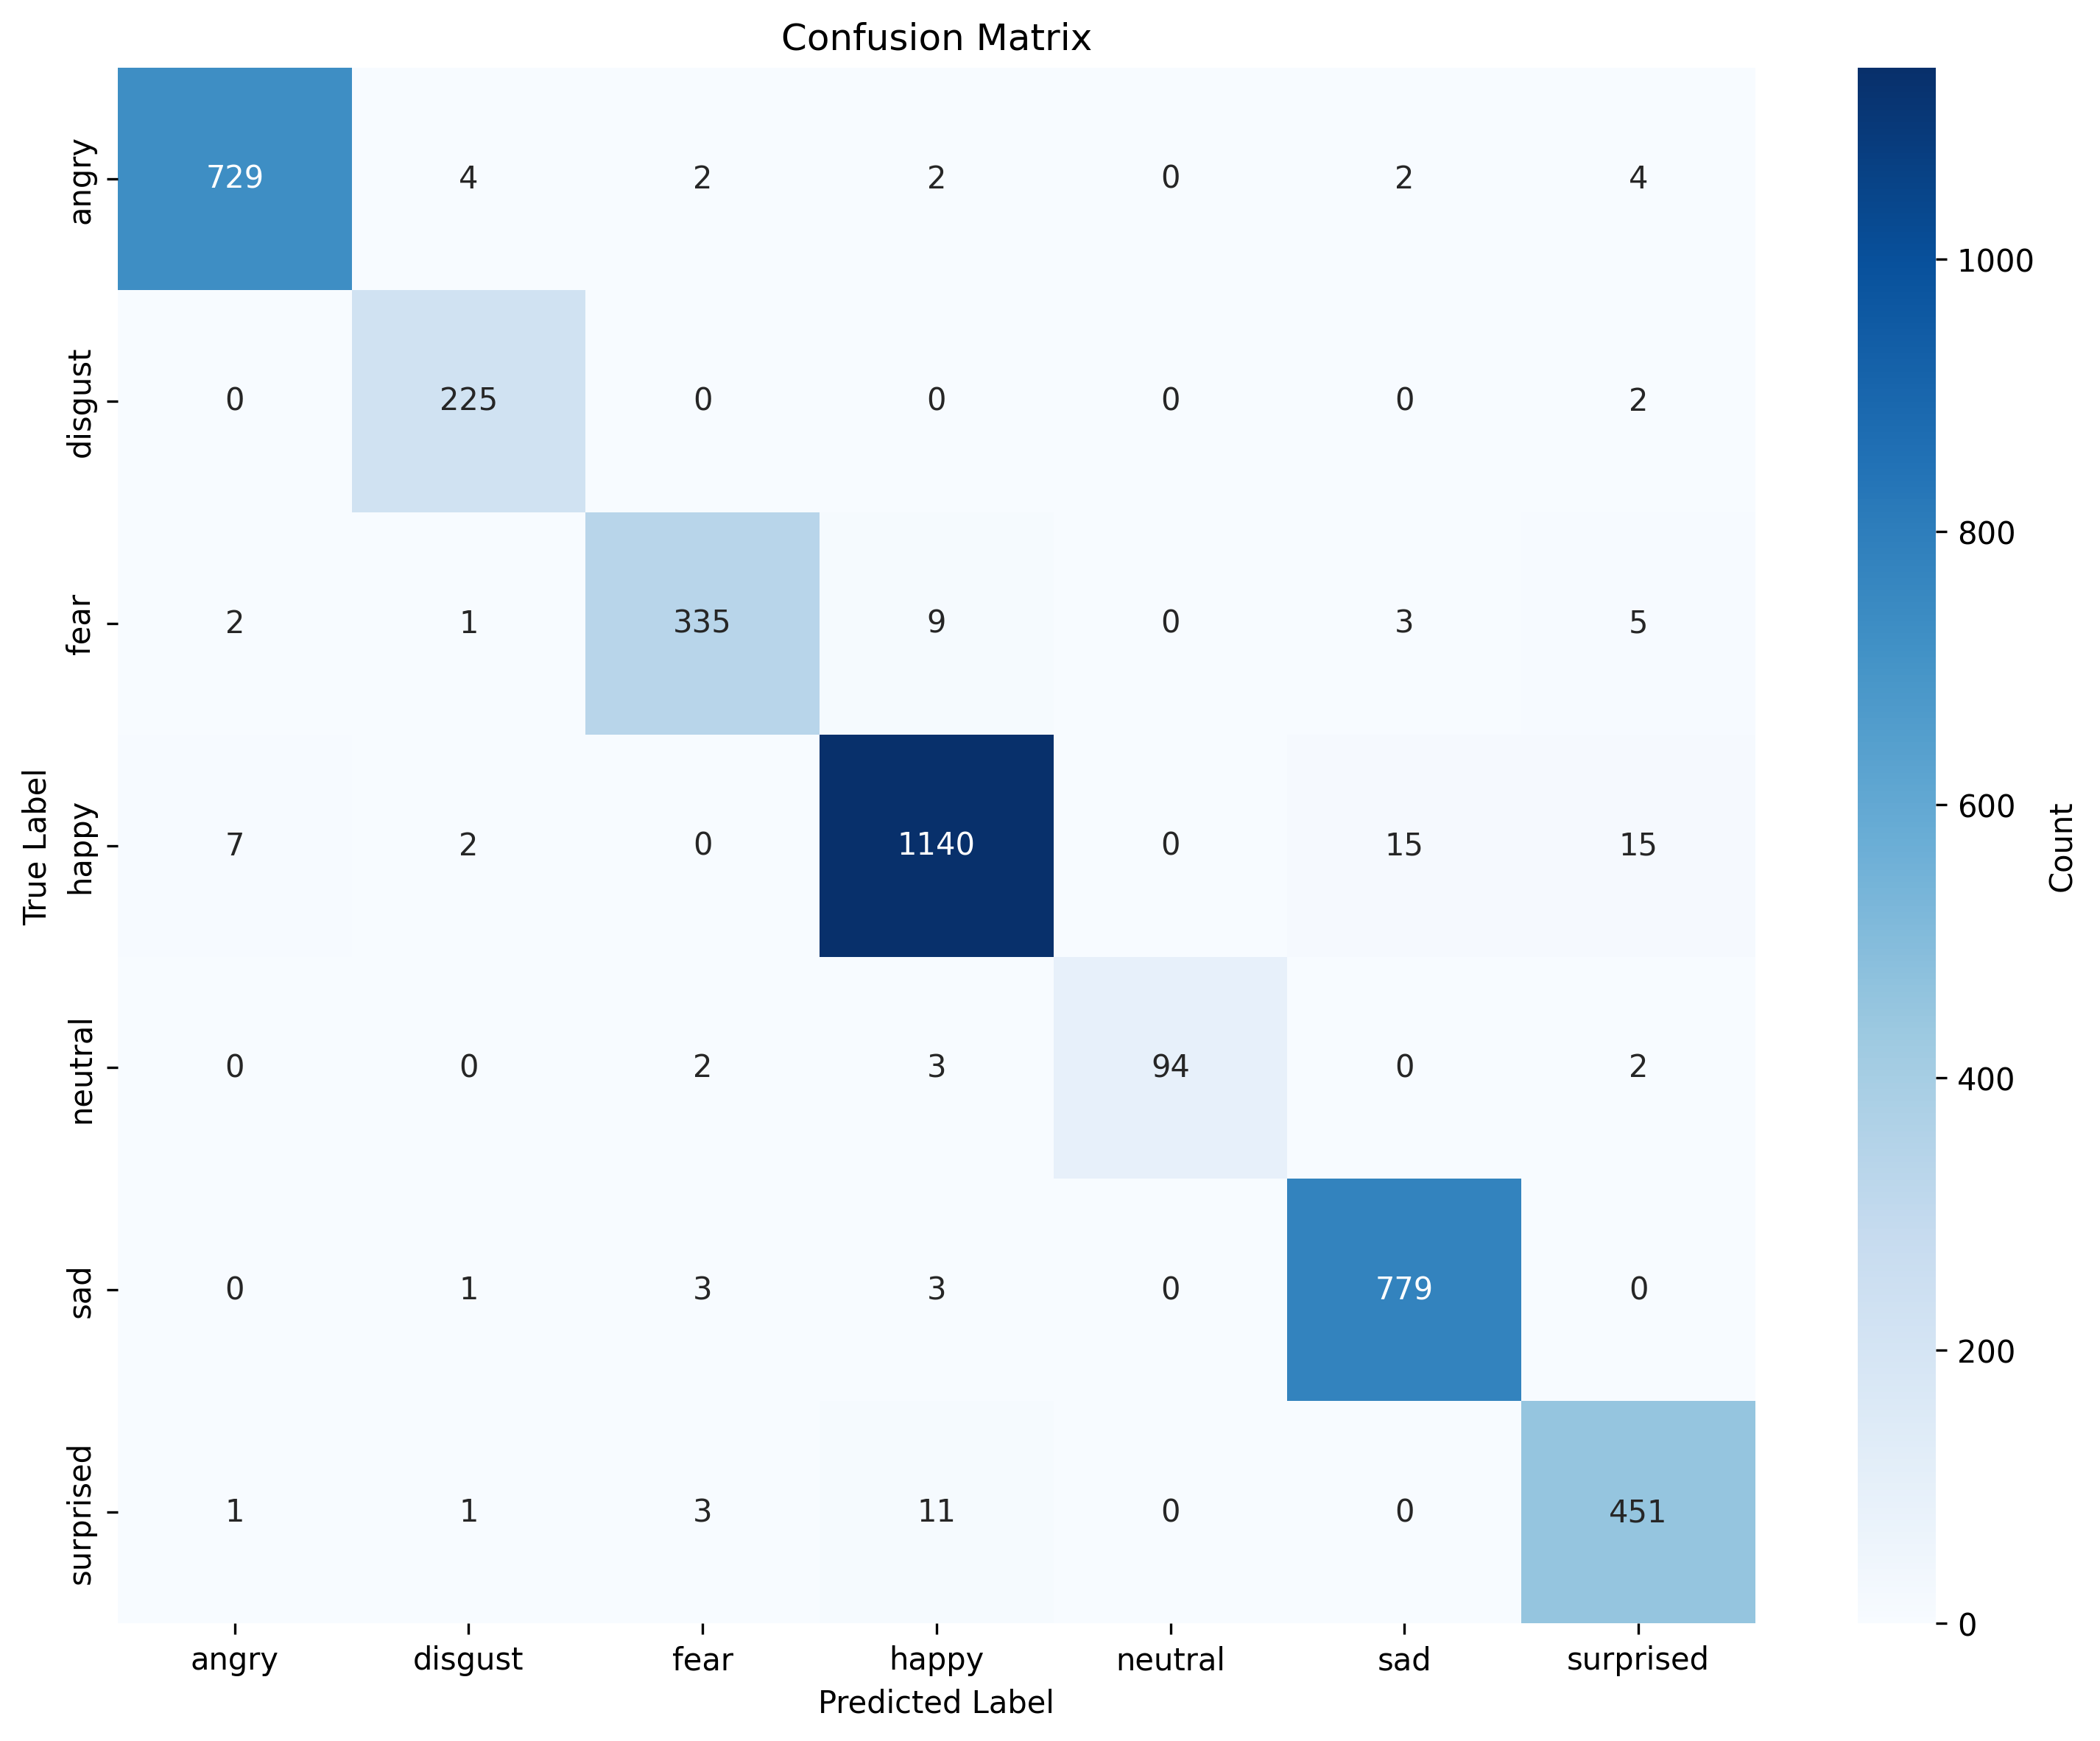 Confusion Matrix
angry 729 4 2 2 0 2 4
disgust 0 225 0 0 0 0 2
fear 2 1 335 9 0 3 5
happy 7 2 0 1140 0 15 15
neutral 0 0 2 3 94 0 2
sad 0 1 3 3 0 779 0
surprised 1 1 3 11 0 0 451
angry disgust fear happy neutral sad surprised
Predicted Label
True Label
1000
800
600
400
200
0
Count